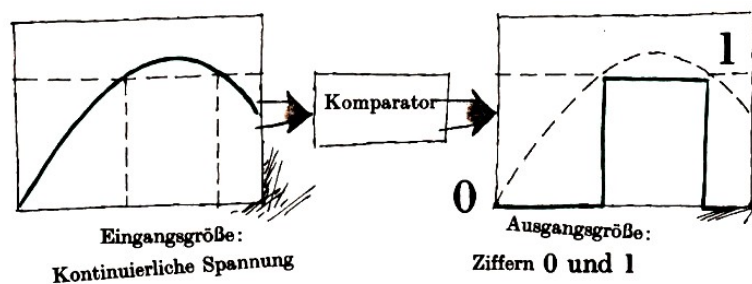 1
Komparator
0
Eingangsgröße:
Kontinuierliche Spannung
Ausgangsgröße:
Ziffern 0 und 1